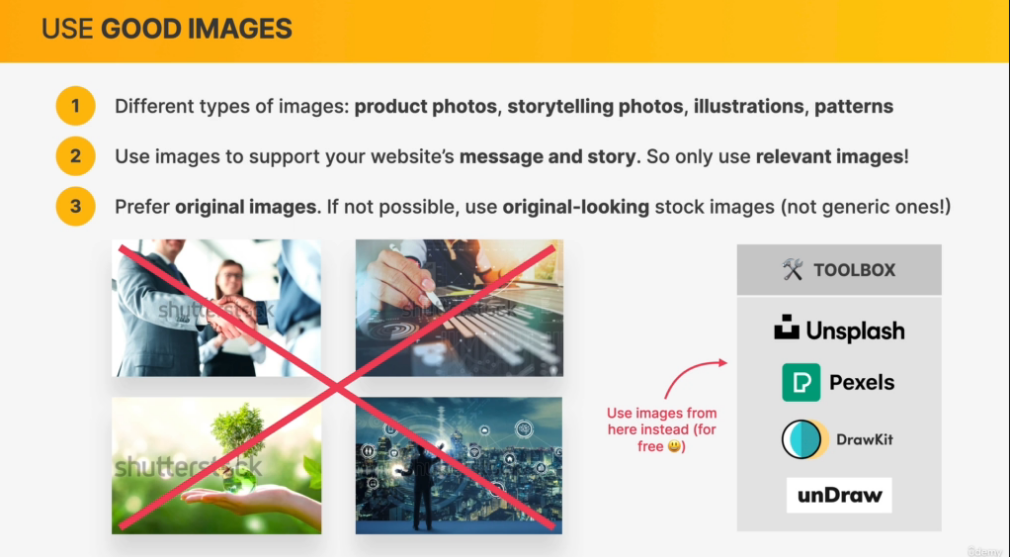 USE GOOD IMAGES
1 Different types of images: product photos, storytelling photos, illustrations, patterns
2 Use images to support your website's message and story. So only use relevant images!
3 Prefer original images. If not possible, use original-looking stock images (not generic ones!)
shutterstock
shutterstock
shutterstock
Use images from
here instead (for
free 😃)
🛠 TOOLBOX
Unsplash
Pexels
DrawKit
unDraw
Udemy